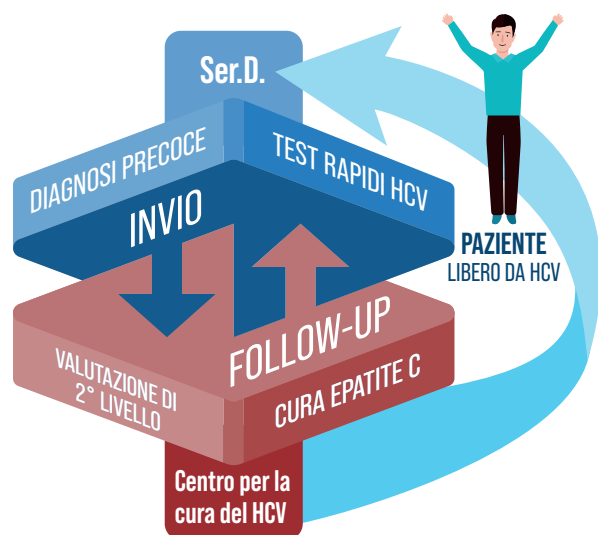 Ser.D.
DIAGNOSI PRECOCE
TEST RAPIDI HCV
INVIO
PAZIENTE
LIBERO DA HCV
FOLLOW-UP
VALUTAZIONE DI
2° LIVELLO
CURA EPATITE C
Centro per la
cura del HCV